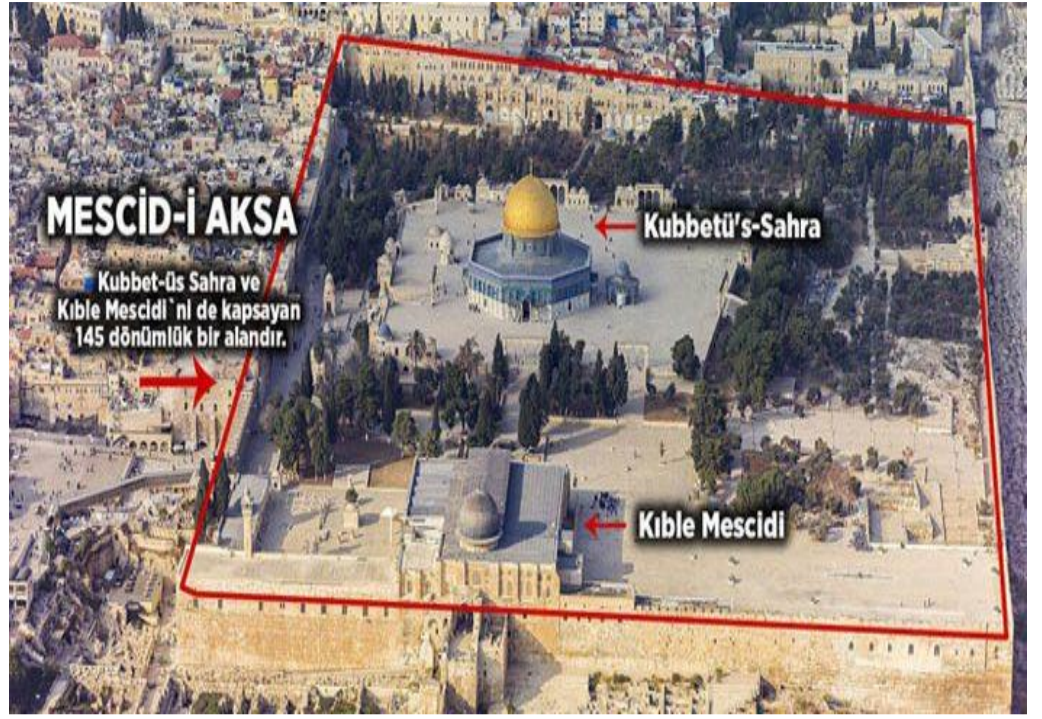 MESCİD-İ AKSA
Kubbet-üs Sahra ve
Kıble Mescidi`ni de kapsayan
145 dönümlük bir alandır.
Kubbetü's-Sahra
Kıble Mescidi